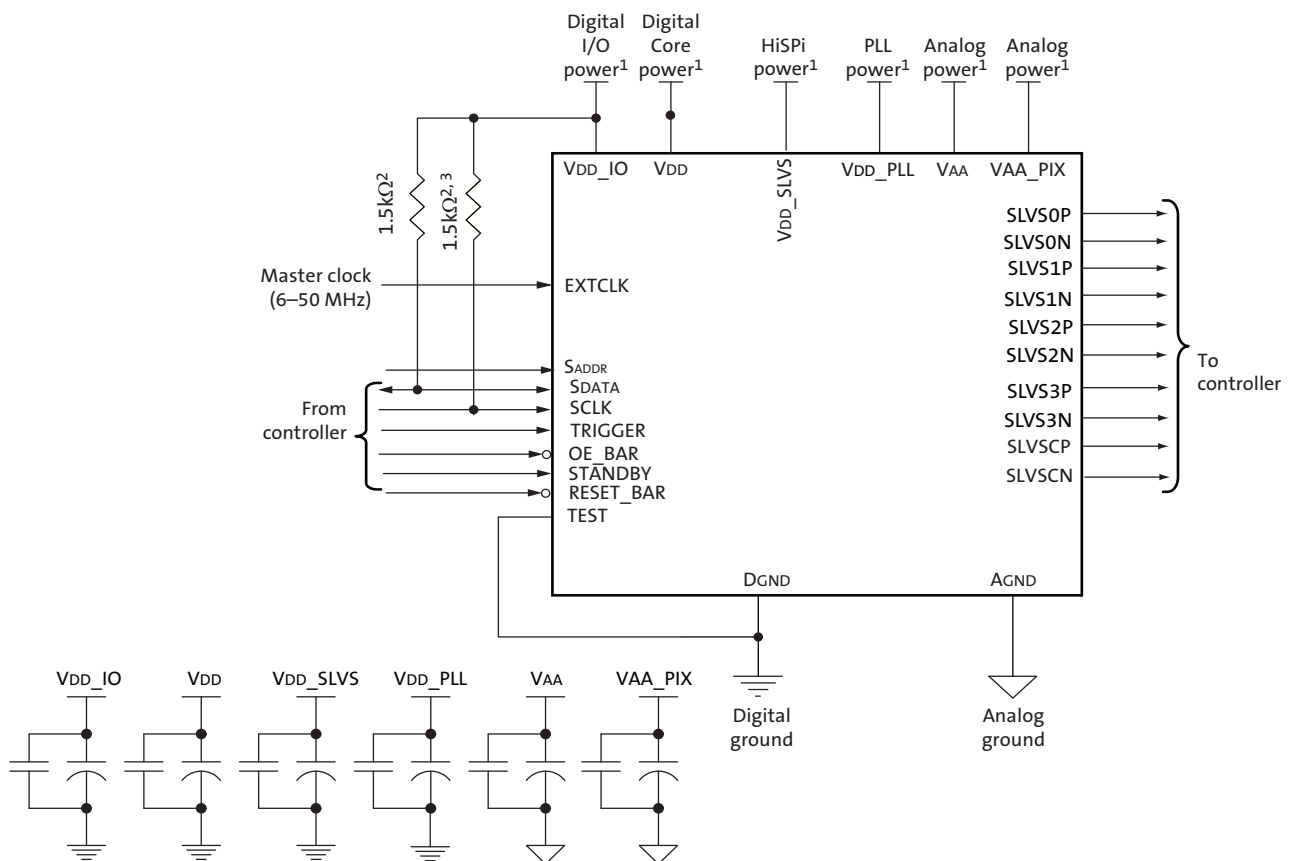 Digital
I/O
power1
Digital
Core
power1
HiSPi
power1
PLL
power1
Analog
power1
Analog
power1
VDD_IO
VDD
VDD_SLVS
VDD_PLL
VAA
VAA_PIX
1.5kΩ2
1.5kΩ2, 3
Master clock
(6–50 MHz)
EXTCLK
SADDR
SDATA
SCLK
TRIGGER
OE_BAR
STANDBY
RESET_BAR
TEST
From
controller
SLVS0P
SLVS0N
SLVS1P
SLVS1N
SLVS2P
SLVS2N
SLVS3P
SLVS3N
SLVSCP
SLVSCN
To
controller
DGND
AGND
Digital
ground
Analog
ground
VDD_IO
VDD
VDD_SLVS
VDD_PLL
VAA
VAA_PIX